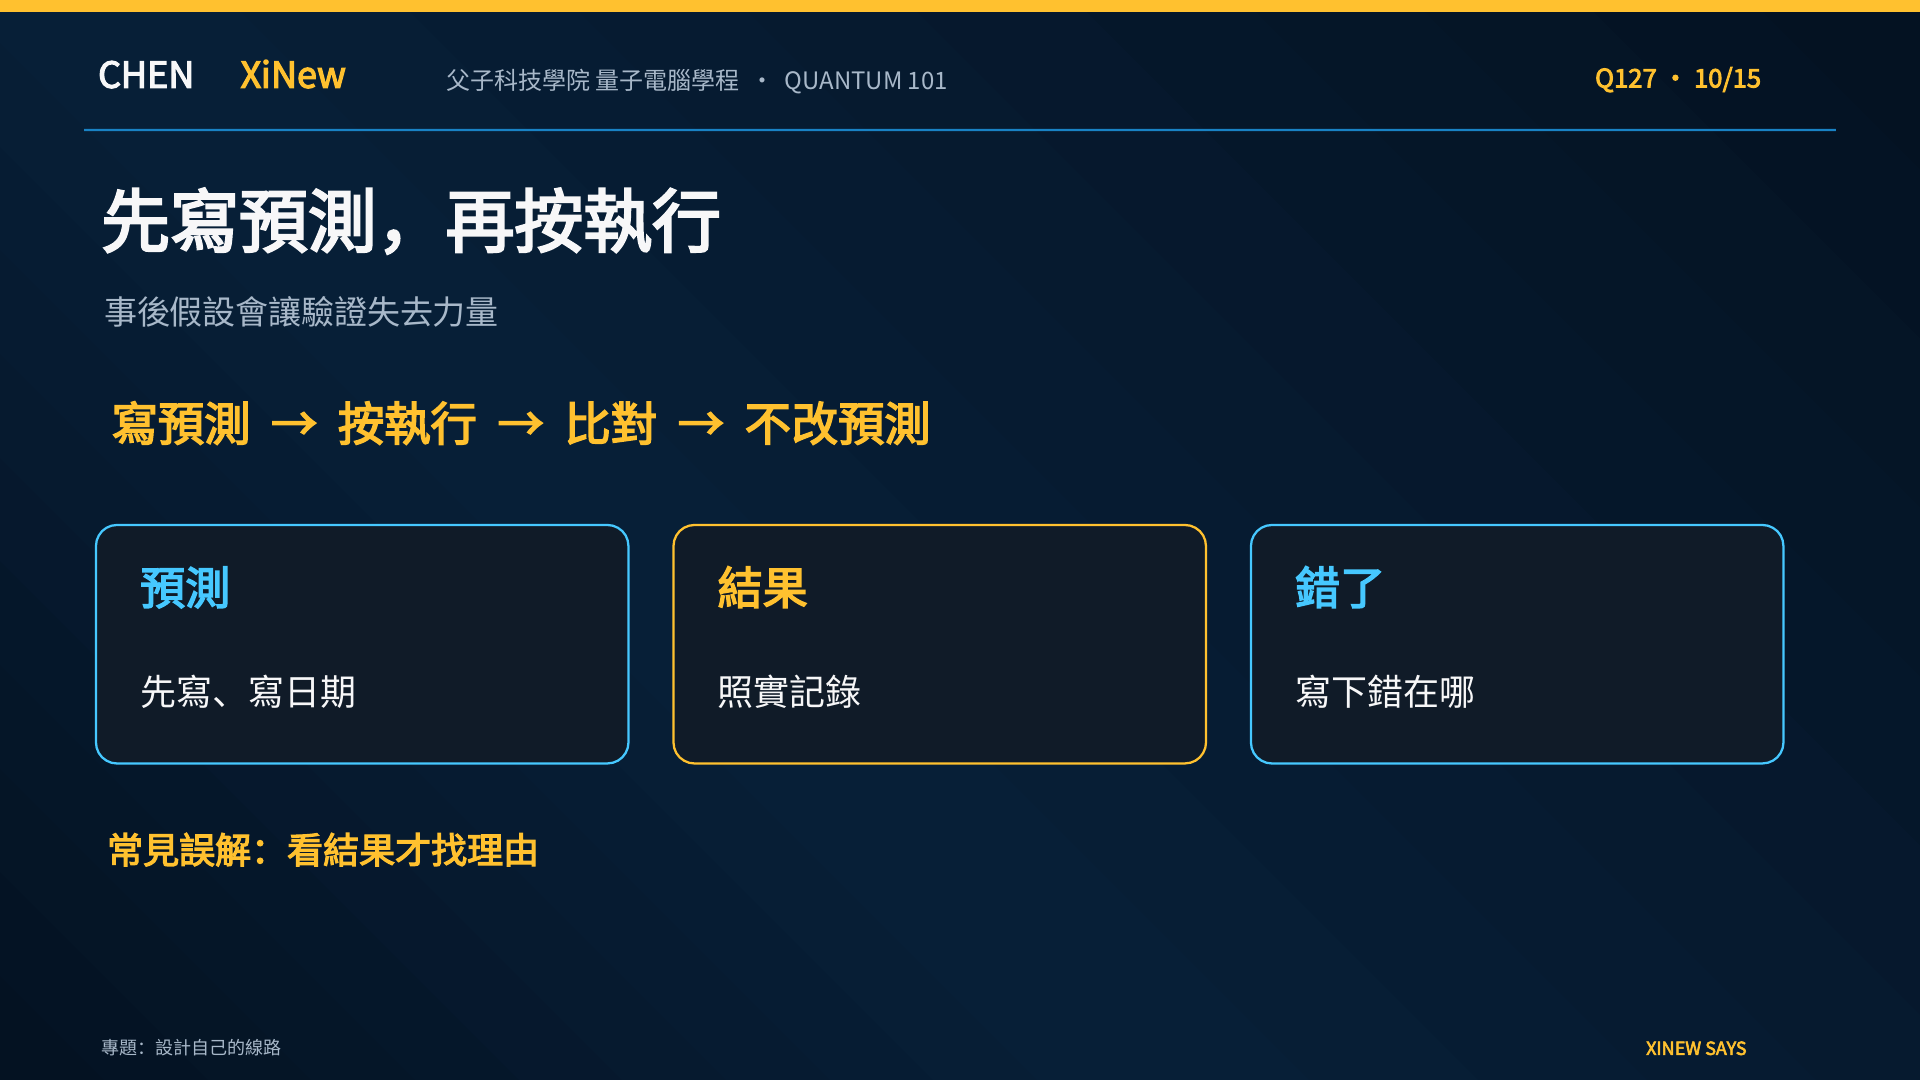 CHEN XiNew 父子科技學院 量子電腦學程 · QUANTUM 101 Q127 · 10/15
先寫預測，再按執行
事後假設會讓驗證失去力量
寫預測 → 按執行 → 比對 → 不改預測
預測
先寫、寫日期
結果
照實記錄
錯了
寫下錯在哪
常見誤解：看結果才找理由
專題：設計自己的線路 XINEW SAYS